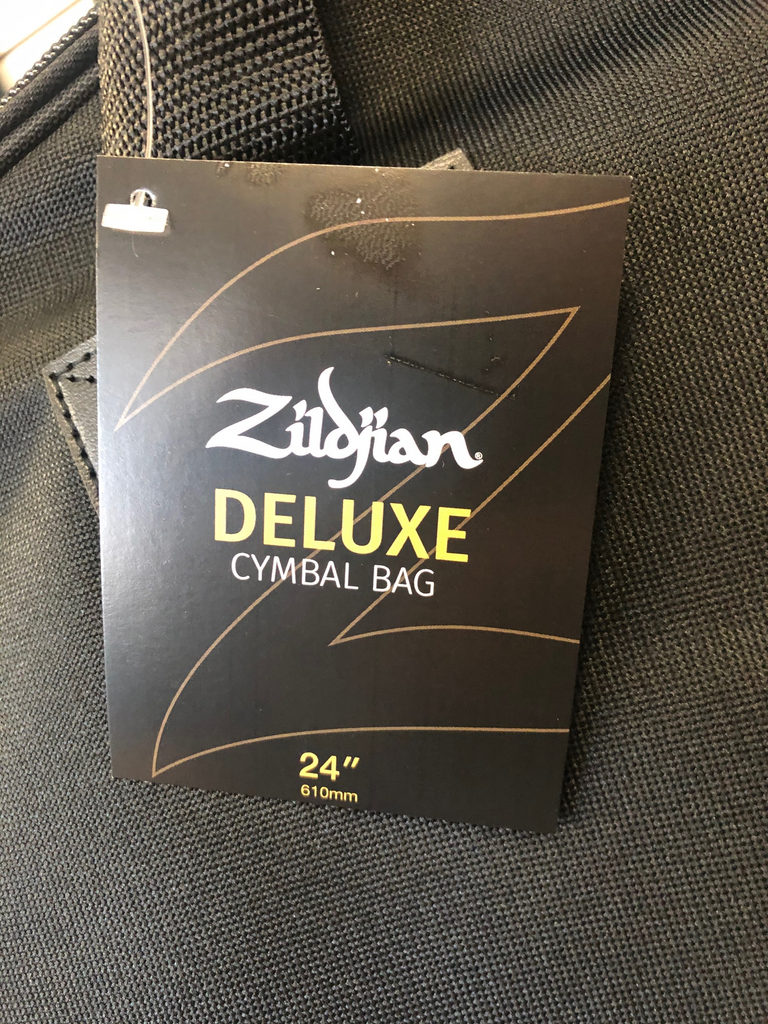 Zildjian®
DELUXE
CYMBAL BAG
24"
610mm